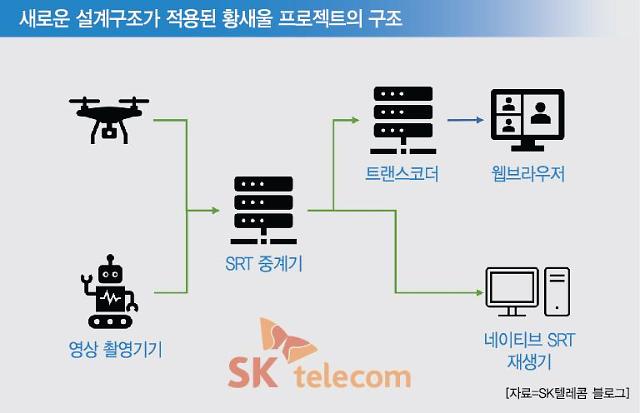 새로운 설계구조가 적용된 황새울 프로젝트의 구조
트랜스코더
웹브라우저
SRT 중계기
영상 촬영기기
네이티브 SRT
재생기
SK telecom
[자료=SK텔레콤 블로그]